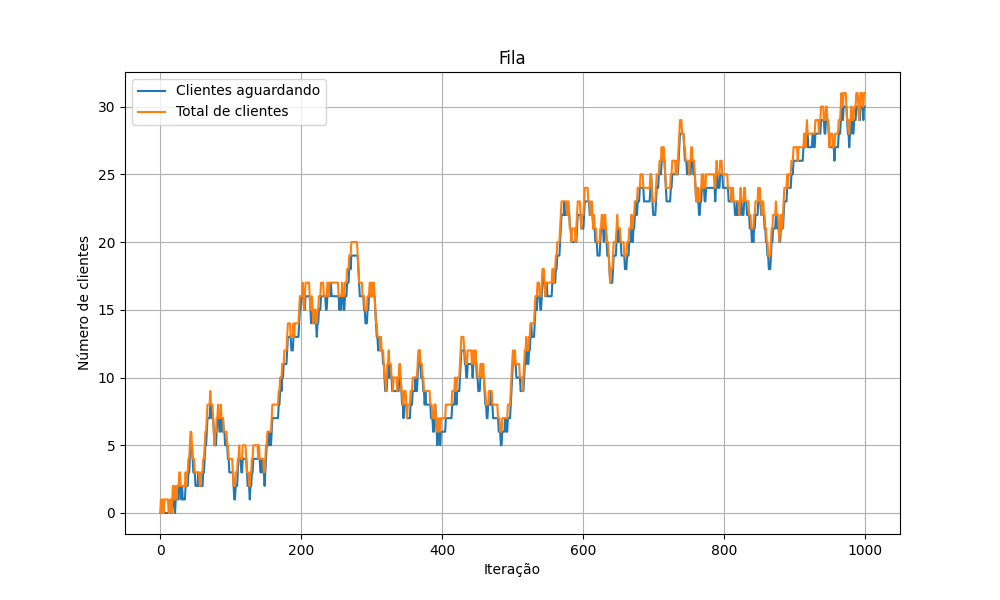 Fila
Clientes aguardando
Total de clientes
Número de clientes
30
25
20
15
10
5
0
0 200 400 600 800 1000
Iteração